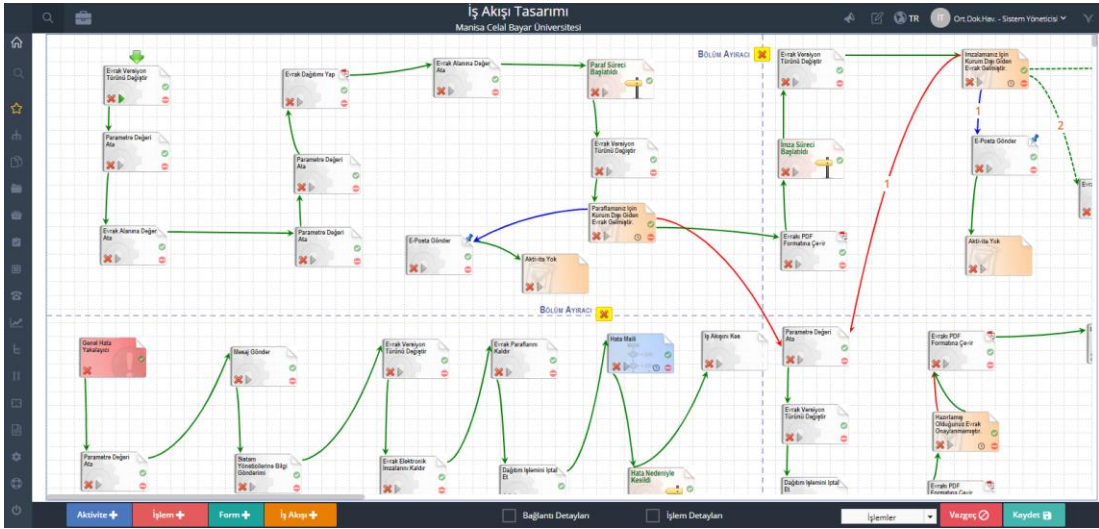 İş Akışı Tasarımı
Manisa Celal Bayar Üniversitesi
TR
İT
Ort.Dok.Hav. - Sistem Yöneticisi
Evrak Versiyon
Türünü Değiştir
Evrak Dağıtımı Yap
Evrak Alanına Değer
Ata
Paraf Süreci
Başlatıldı
BÖLÜM AYIRACI
Evrak Versiyon
Türünü Değiştir
İmzalamanız İçin
Kurum Dışı Giden
Evrak Gelmiştir.
1
2
Parametre Değeri
Ata
Parametre Değeri
Ata
Evrak Versiyon
Türünü Değiştir
İmza Süreci
Başlatıldı
E-Posta Gönder
1
Evrak Alanına Değer
Ata
Parametre Değeri
Ata
E-Posta Gönder
Paraflamanız İçin
Kurum Dışı Giden
Evrak Gelmiştir.
Aktivite Yok
Evrakı PDF
Formatına Çevir
Aktivite Yok
BÖLÜM AYIRACI
Genel Hata
Yakalayıcı
Mesaj Gönder
Evrak Versiyon
Türünü Değiştir
Evrak Paraflarını
Kaldır
Hata Maili
İş Akışını Kes
Parametre Değeri
Ata
Evrakı PDF
Formatına Çevir
Evrak Versiyon
Türünü Değiştir
Hazırlamış
Olduğunuz Evrak
Onaylanmamıştır.
Parametre Değeri
Ata
Sistem
Yöneticilerine Bilgi
Gönderimi
Evrak Elektronik
İmzalarını Kaldır
Dağıtım İşlemini İptal
Et
Hata Nedeniyle
Kesildi
Dağıtım İşlemini İptal
Et
Evrakı PDF
Formatına Çevir
Aktivite
İşlem
Form
İş Akışı
Bağlantı Detayları
İşlem Detayları
İşlemler
Vazgeç
Kaydet